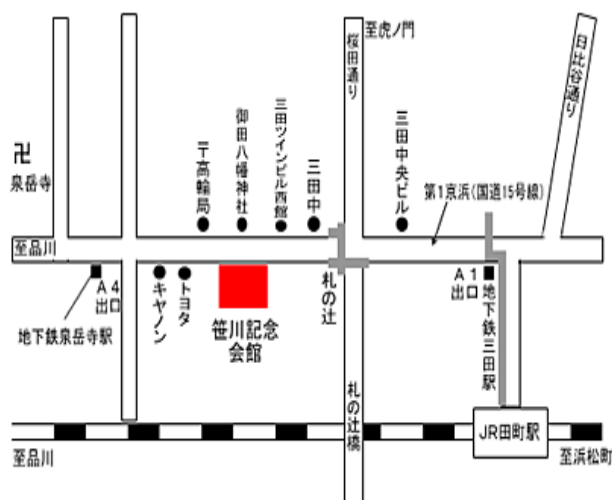 至虎ノ門
桜田通り
日比谷通り
卍
泉岳寺
〒高輪局
御田八幡神社
三田ツインビル西館
三田中
三田中央ビル
第1京浜(国道15号線)
至品川
A4
出口
地下鉄泉岳寺駅
キヤノン
トヨタ
笹川記念
会館
札の辻
A1
出口
地下鉄三田駅
札の辻橋
JR田町駅
至品川
至浜松町